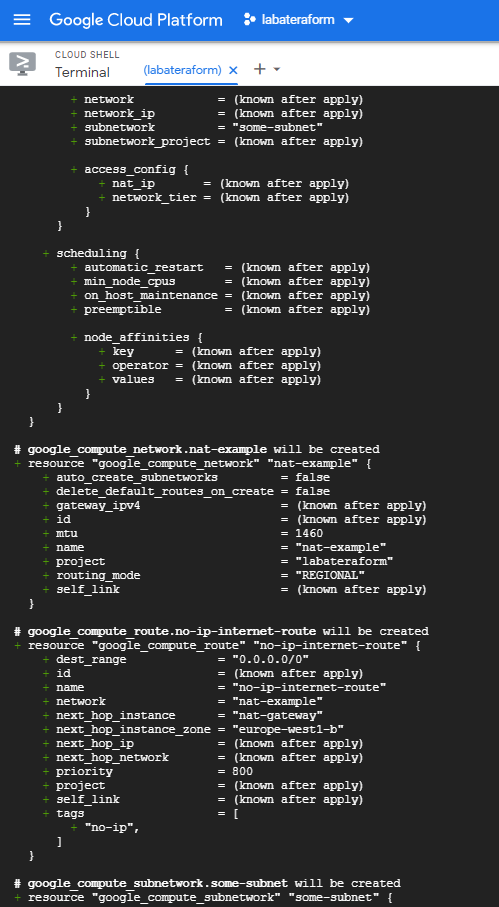 Google Cloud Platform labateraform
CLOUD SHELL
Terminal (labateraform) × +
+ network = (known after apply)
+ network_ip = (known after apply)
+ subnetwork = "some-subnet"
+ subnetwork_project = (known after apply)
+ access_config {
+ nat_ip = (known after apply)
+ network_tier = (known after apply)
}
}
+ scheduling {
+ automatic_restart = (known after apply)
+ min_node_cpus = (known after apply)
+ on_host_maintenance = (known after apply)
+ preemptible = (known after apply)
+ node_affinities {
+ key = (known after apply)
+ operator = (known after apply)
+ values = (known after apply)
}
}
}
# google_compute_network.nat-example will be created
+ resource "google_compute_network" "nat-example" {
+ auto_create_subnetworks = false
+ delete_default_routes_on_create = false
+ gateway_ipv4 = (known after apply)
+ id = (known after apply)
+ mtu = 1460
+ name = "nat-example"
+ project = "labateraform"
+ routing_mode = "REGIONAL"
+ self_link = (known after apply)
}
# google_compute_route.no-ip-internet-route will be created
+ resource "google_compute_route" "no-ip-internet-route" {
+ dest_range = "0.0.0.0/0"
+ id = (known after apply)
+ name = "no-ip-internet-route"
+ network = "nat-example"
+ next_hop_instance = "nat-gateway"
+ next_hop_instance_zone = "europe-west1-b"
+ next_hop_ip = (known after apply)
+ next_hop_network = (known after apply)
+ priority = 800
+ project = (known after apply)
+ self_link = (known after apply)
+ tags = [
+ "no-ip",
]
}
# google_compute_subnetwork.some-subnet will be created
+ resource "google_compute_subnetwork" "some-subnet" {